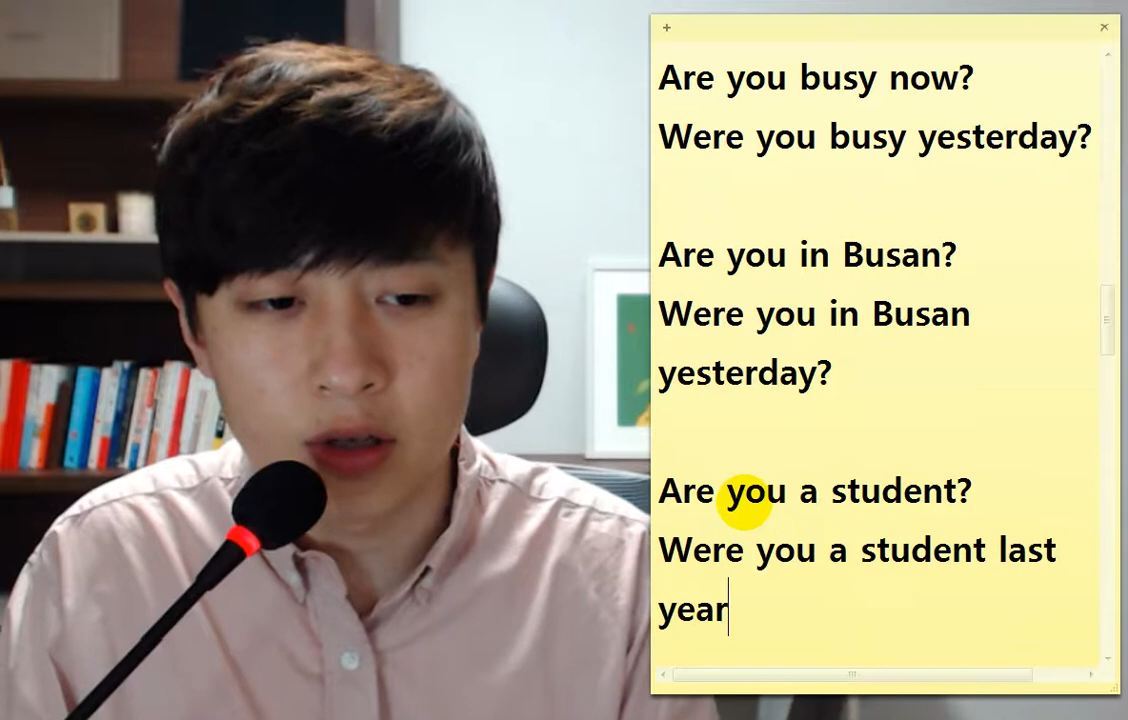 Are you busy now?
Were you busy yesterday?
Are you in Busan?
Were you in Busan
yesterday?
Are you a student?
Were you a student last
year